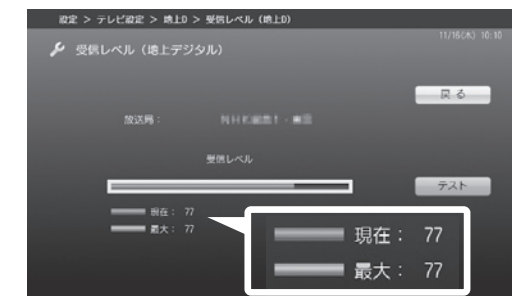 設定 > テレビ設定 > 地上D > 受信レベル（地上D）
11/16(木) 10:10
受信レベル（地上デジタル）
戻る
放送局：
受信レベル
テスト
現在： 77
最大： 77
現在： 77
最大： 77